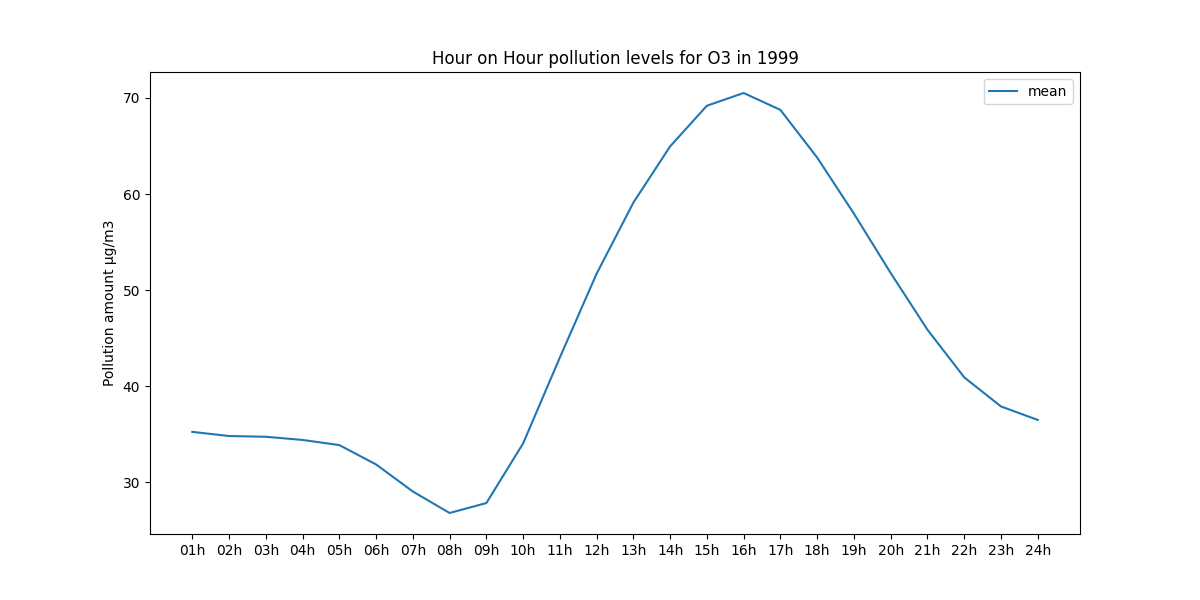 Hour on Hour pollution levels for O3 in 1999
mean
Pollution amount µg/m3
70
60
50
40
30
01h 02h 03h 04h 05h 06h 07h 08h 09h 10h 11h 12h 13h 14h 15h 16h 17h 18h 19h 20h 21h 22h 23h 24h